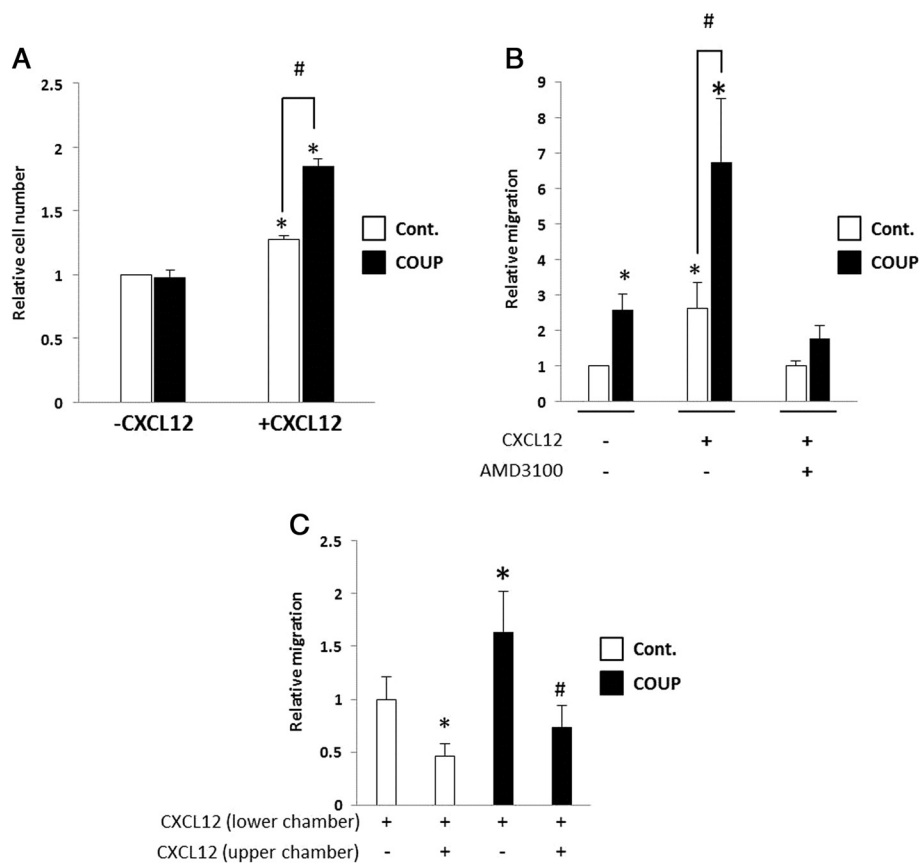 A
Relative cell number
2.5
2
1.5
1
0.5
0
#
*
*
-CXCL12
+CXCL12
Cont.
COUP
B
Relative migration
9
8
7
6
5
4
3
2
1
0
#
*
*
*
Cont.
COUP
CXCL12 - + +
AMD3100 - - +
C
Relative migration
2.5
2
1.5
1
0.5
0
*
*
#
Cont.
COUP
CXCL12 (lower chamber) + + + +
CXCL12 (upper chamber) - + - +